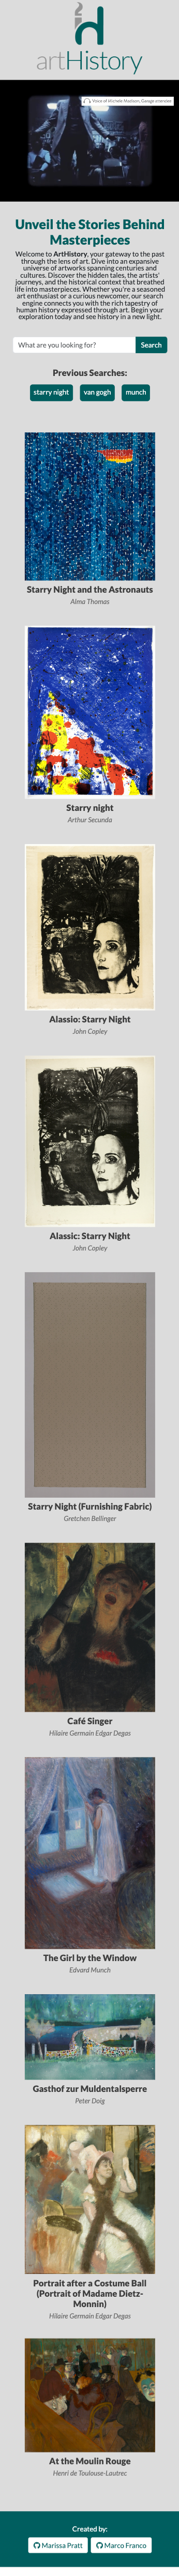 artHistory
Voice of Michele Madison, Garage entenses
Unveil the Stories Behind
Masterpieces
Welcome to ArtHistory, your gateway to the past
through the lens of art. Dive into an expansive
universe of artworks spanning centuries and
cultures. Discover the hidden tales, the artists'
journeys, and the historical context that breathed
life into masterpieces. Whether you're a seasoned
art enthusiast or a curious newcomer, our search
engine connects you with the rich tapestry of
human history expressed through art. Begin your
exploration today and see history in a new light.
What are you looking for? Search
Previous Searches:
starry night van gogh munch
Starry Night and the Astronauts
Alma Thomas
Starry night
Arthur Secunda
Alassio: Starry Night
John Copley
Alassic: Starry Night
John Copley
Starry Night (Furnishing Fabric)
Gretchen Bellinger
Café Singer
Hilaire Germain Edgar Degas
The Girl by the Window
Edvard Munch
Gasthof zur Muldentalsperre
Peter Doig
Portrait after a Costume Ball
(Portrait of Madame Dietz-
Monnin)
Hilaire Germain Edgar Degas
At the Moulin Rouge
Henri de Toulouse-Lautrec
Created by:
Marissa Pratt Marco Franco